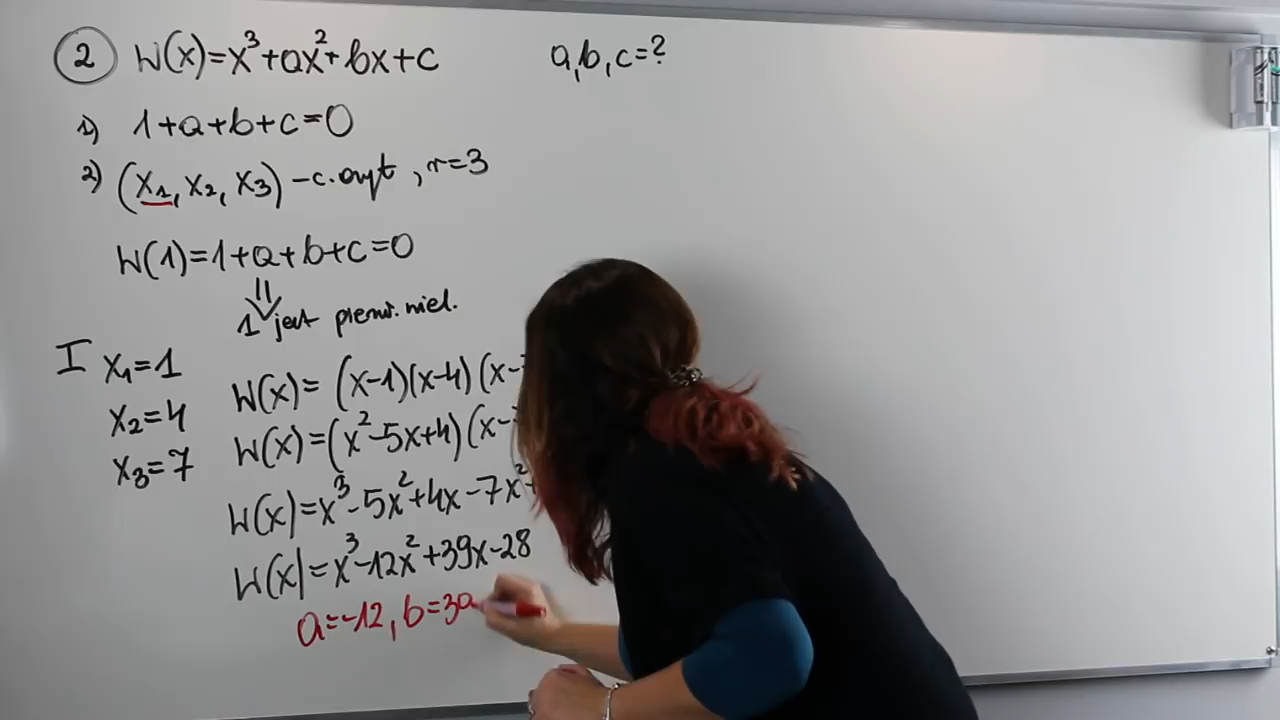 2 W(x)=x³+ax²+bx+c
a,b,c=?
1) 1+a+b+c=0
2) (x₁, x₂, x₃) – c. aryt, r=3
W(1)=1+a+b+c=0
⇓
1 jest pierw. wiel.
I x₁=1
x₂=4
x₃=7
W(x)= (x-1)(x-4)(x-
W(x)=(x²-5x+4)(x-
W(x)=x³-5x²+4x-7x²+
W(x)=x³-12x²+39x-28
a=-12, b=39